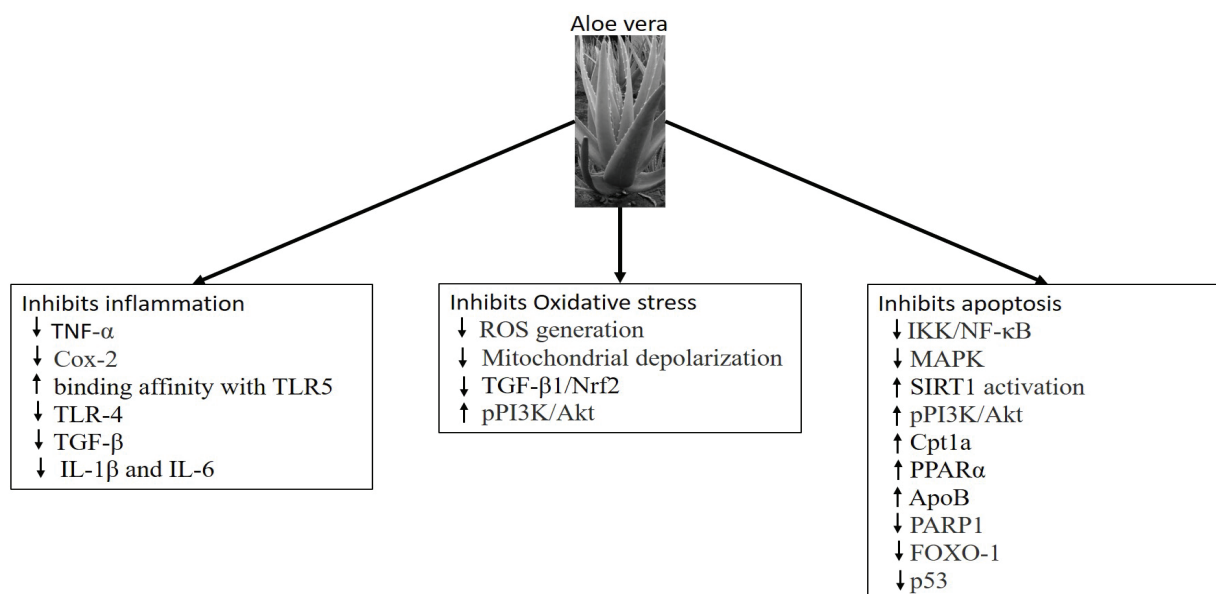 Aloe vera
Inhibits inflammation
↓ TNF-α
↓ Cox-2
↑ binding affinity with TLR5
↓ TLR-4
↓ TGF-β
↓ IL-1β and IL-6
Inhibits Oxidative stress
↓ ROS generation
↓ Mitochondrial depolarization
↓ TGF-β1/Nrf2
↑ pPI3K/Akt
Inhibits apoptosis
↓ IKK/NF-κB
↓ MAPK
↑ SIRT1 activation
↑ pPI3K/Akt
↑ Cpt1a
↑ PPARα
↑ ApoB
↓ PARP1
↓ FOXO-1
↓ p53